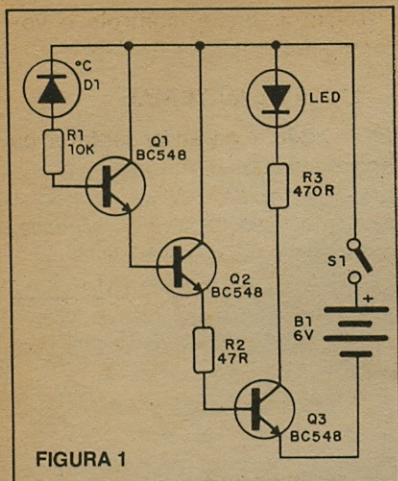 °C
D1
R1
10K
Q1
BC548
LED
R3
470R
Q2
BC548
S1
+
B1
6V
R2
47R
Q3
BC548
FIGURA 1